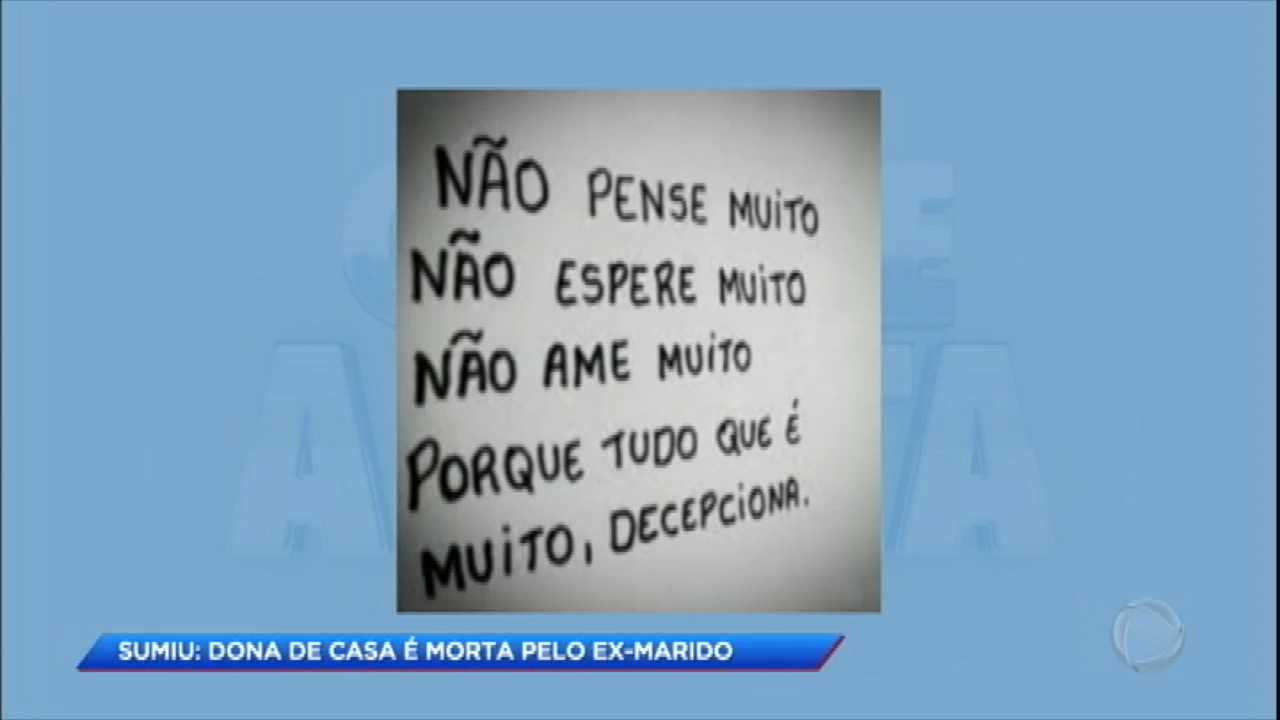 NÃO PENSE MUiTO
NÃO ESPERE MUiTO
NÃO AME MUiTO
PORQUE TUDO QUE É
MUiTO, DECEPCiONA.
SUMIU: DONA DE CASA É MORTA PELO EX-MARIDO